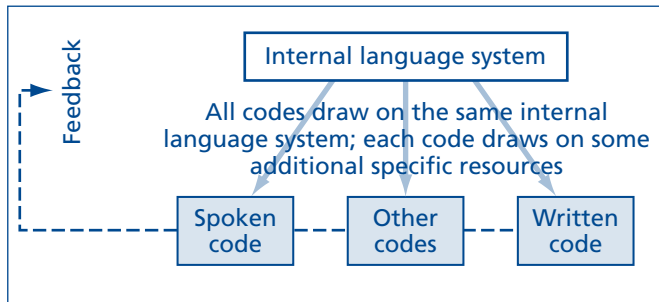 Internal language system
Feedback
All codes draw on the same internal
language system; each code draws on some
additional specific resources
Spoken
code
Other
codes
Written
code